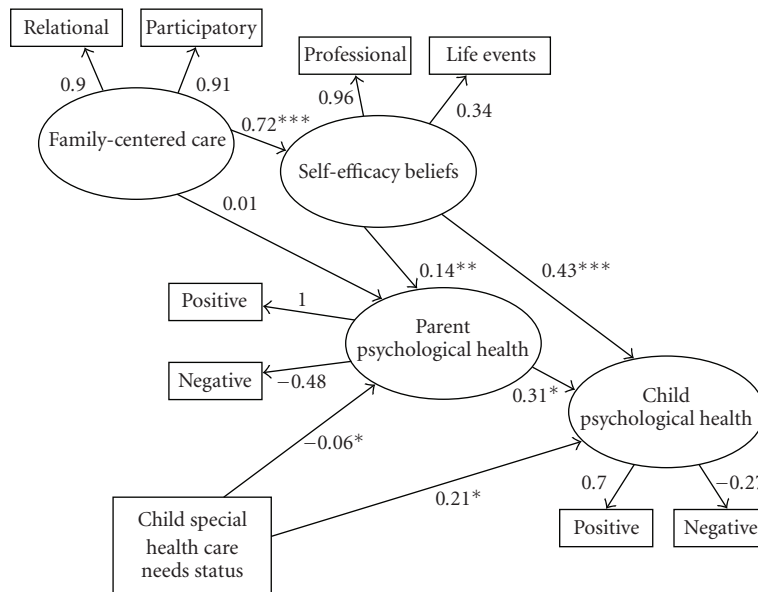 Relational
Participatory
Professional
Life events
0.9
0.91
0.96
0.34
0.72***
Family-centered care
Self-efficacy beliefs
0.01
0.14**
0.43***
Positive
1
Parent
psychological health
Negative
−0.48
0.31*
Child
psychological health
−0.06*
0.21*
0.7
−0.27
Child special
health care
needs status
Positive
Negative